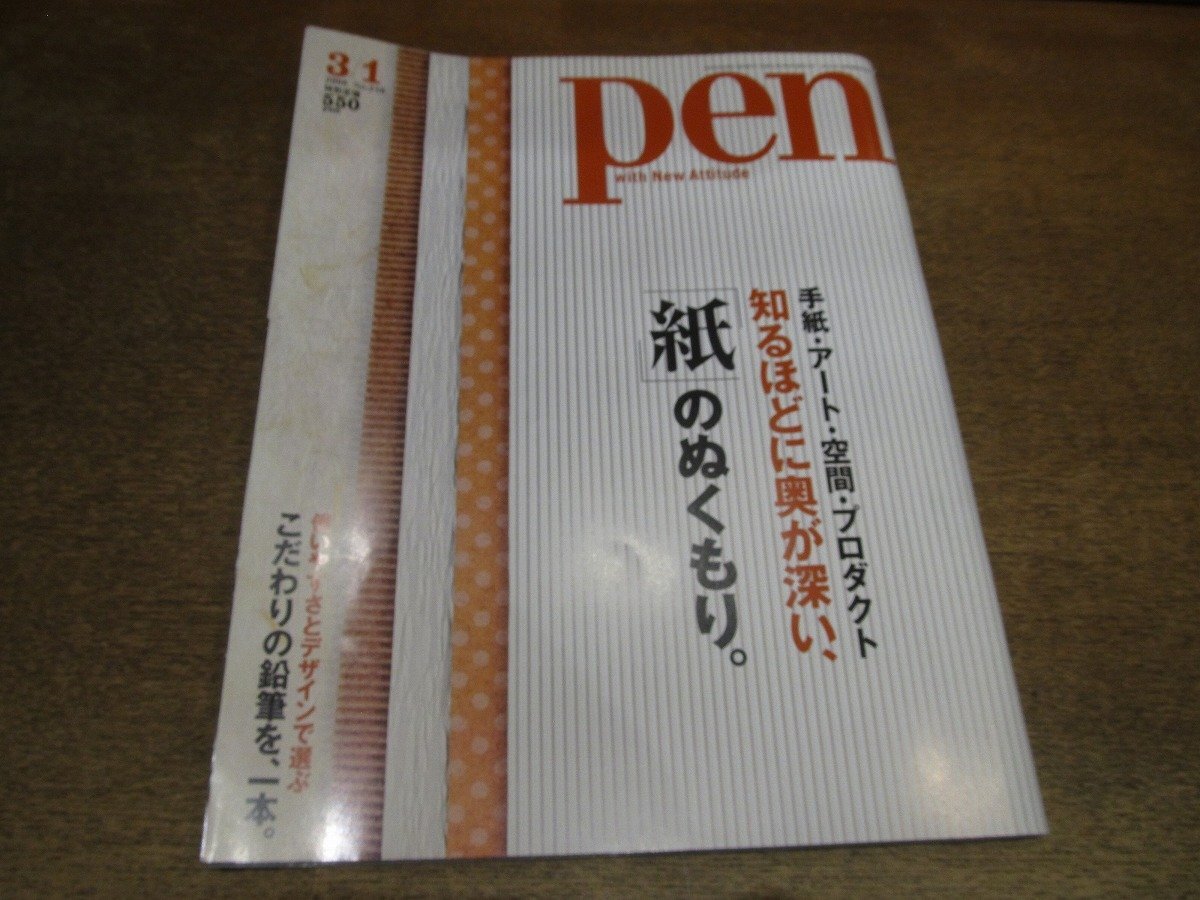 3/1
550
pen
with New Attitude
手紙・アート・空間・プロダクト
知るほどに奥が深い、
「紙」のぬくもり。
さとデザインで選ぶ
こだわりの鉛筆を、一本。